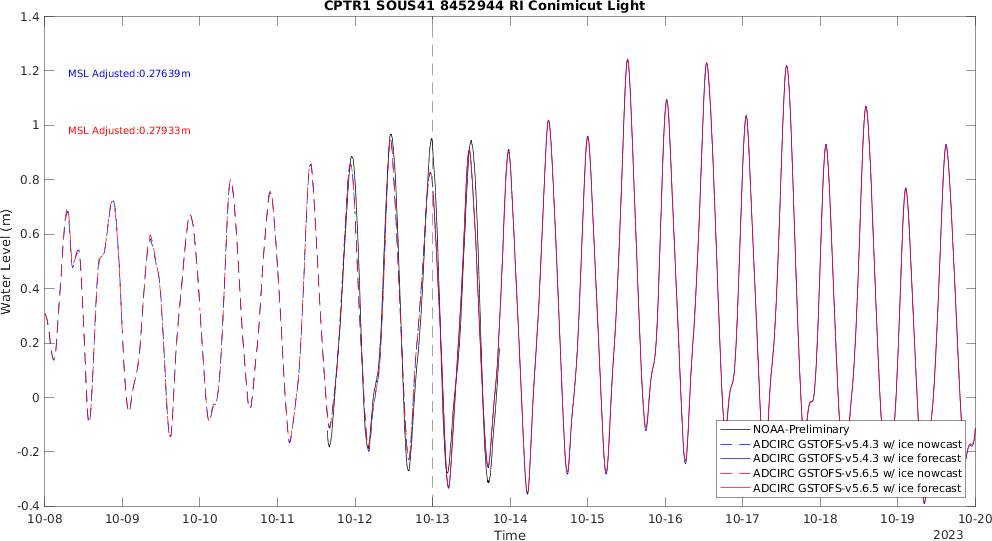 CPTR1 SOUS41 8452944 RI Conimicut Light
1.4
1.2
1
0.8
0.6
0.4
0.2
0
-0.2
-0.4
Water Level (m)
MSL Adjusted:0.27639m
MSL Adjusted:0.27933m
NOAA-Preliminary
ADCIRC GSTOFS-v5.4.3 w/ ice nowcast
ADCIRC GSTOFS-v5.4.3 w/ ice forecast
ADCIRC GSTOFS-v5.6.5 w/ ice nowcast
ADCIRC GSTOFS-v5.6.5 w/ ice forecast
10-08 10-09 10-10 10-11 10-12 10-13 10-14 10-15 10-16 10-17 10-18 10-19 10-20
Time
2023